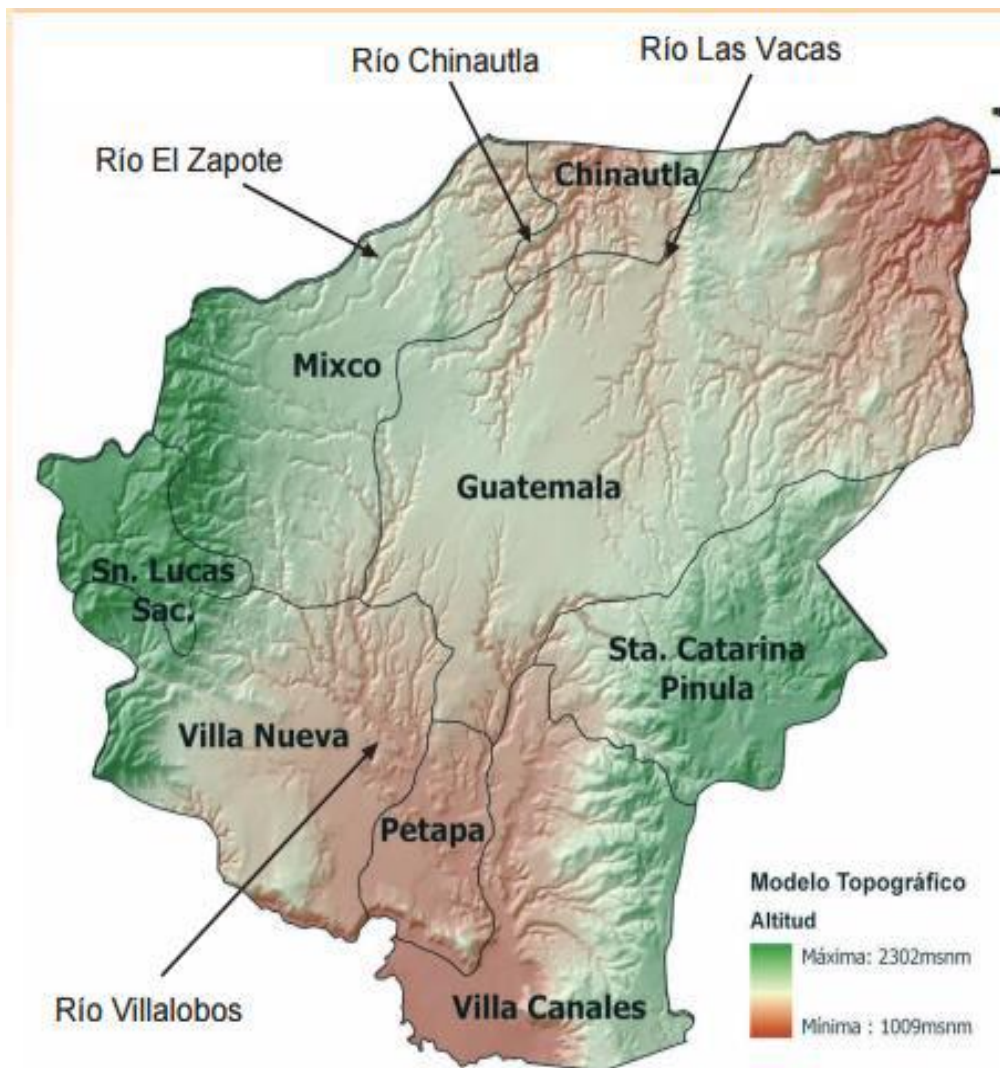 Río Chinautla
Río Las Vacas
Río El Zapote
Chinautla
Mixco
Guatemala
Sn. Lucas
Sac.
Sta. Catarina
Pinula
Villa Nueva
Petapa
Villa Canales
Río Villalobos
Modelo Topográfico
Altitud
Máxima: 2302msnm
Mínima : 1009msnm